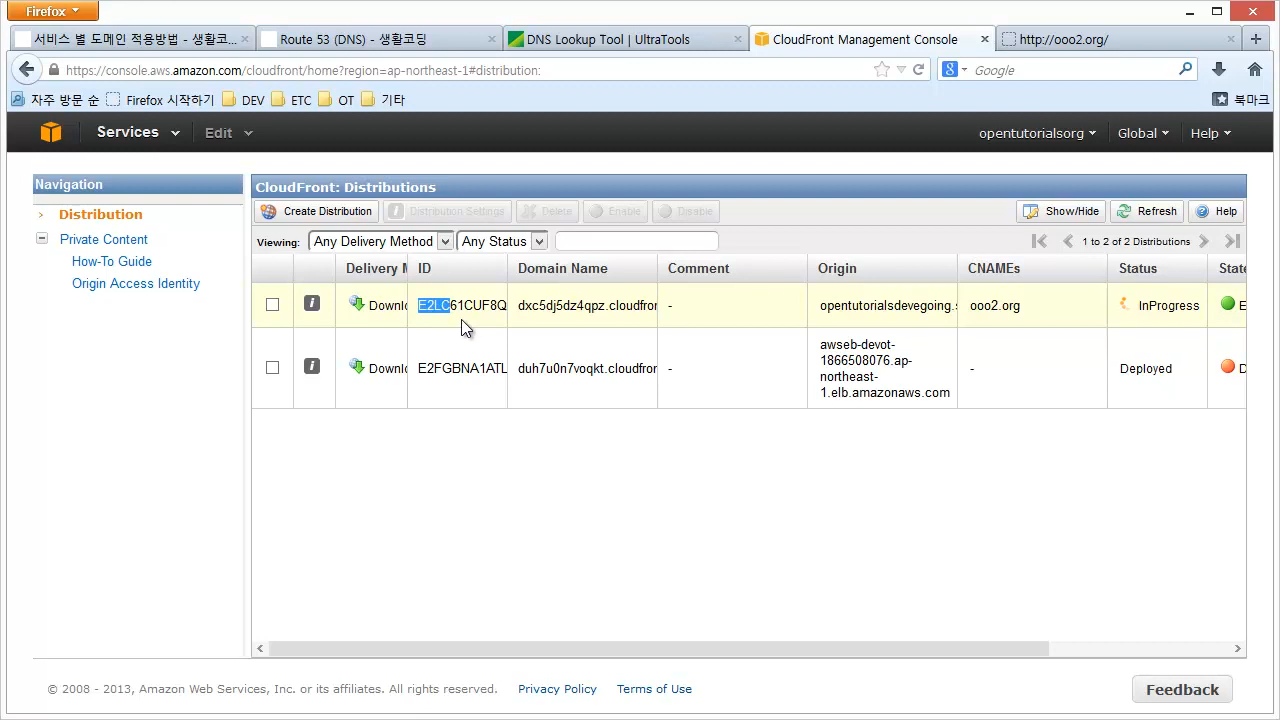 Firefox
서비스 별 도메인 적용방법 - 생활코...
Route 53 (DNS) - 생활코딩
DNS Lookup Tool | UltraTools
CloudFront Management Console
http://ooo2.org/
https://console.aws.amazon.com/cloudfront/home?region=ap-northeast-1#distribution:
Google
자주 방문 순
Firefox 시작하기
DEV
ETC
OT
기타
북마크
Services
Edit
opentutorialsorg
Global
Help
Navigation
Distribution
Private Content
How-To Guide
Origin Access Identity
CloudFront: Distributions
Create Distribution
Distribution Settings
Delete
Enable
Disable
Show/Hide
Refresh
Help
Viewing:
Any Delivery Method
Any Status
1 to 2 of 2 Distributions
Delivery M
ID
Domain Name
Comment
Origin
CNAMEs
Status
State
Downlo
E2LC61CUF8Q
dxc5dj5dz4qpz.cloudfron
-
opentutorialsdevegoing.s
ooo2.org
InProgress
E
Downlo
E2FGBNA1ATL
duh7u0n7voqkt.cloudfron
-
awseb-devot-
1866508076.ap-
northeast-
1.elb.amazonaws.com
-
Deployed
D
© 2008 - 2013, Amazon Web Services, Inc. or its affiliates. All rights reserved.
Privacy Policy
Terms of Use
Feedback